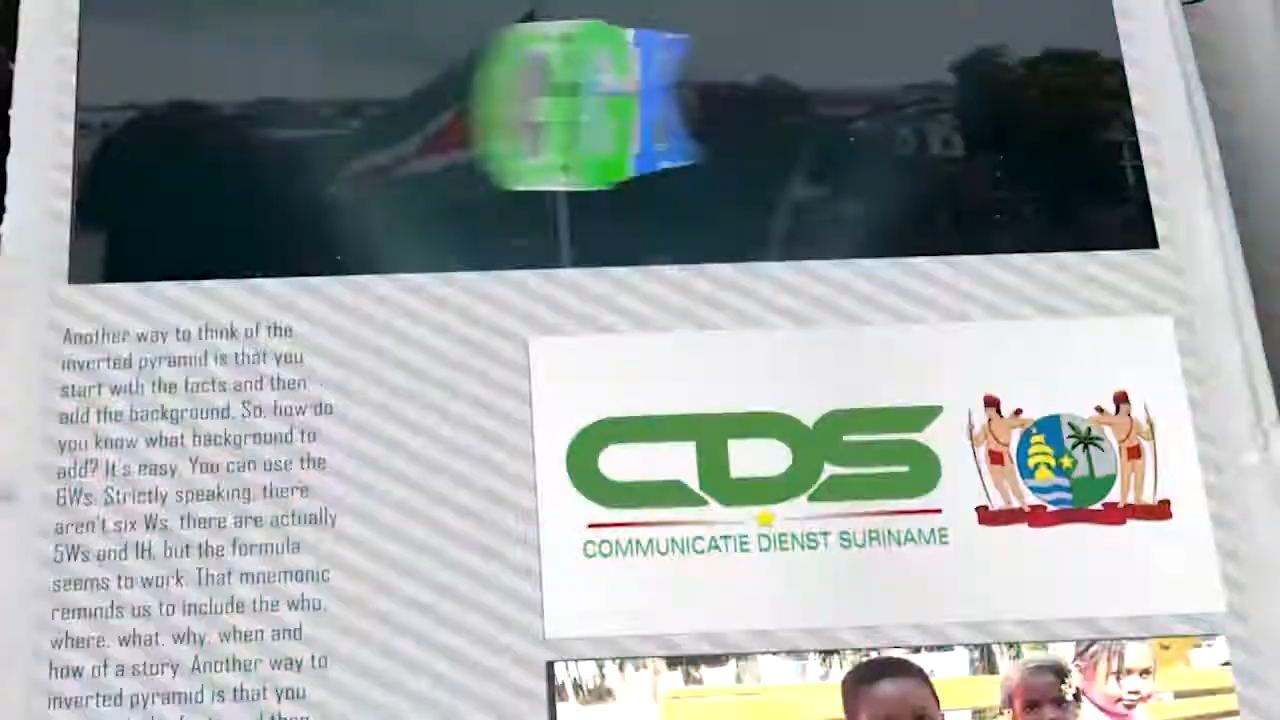 Another way to think of the
inverted pyramid is that you
start with the facts and then
add the background. So, how do
you know what background to
add? It's easy. You can use the
6Ws. Strictly speaking, there
aren't six Ws, there are actually
5Ws and 1H, but the formula
seems to work. That mnemonic
reminds us to include the who,
where, what, why, when and
how of a story. Another way to
inverted pyramid is that you
CDS
COMMUNICATIE DIENST SURINAME